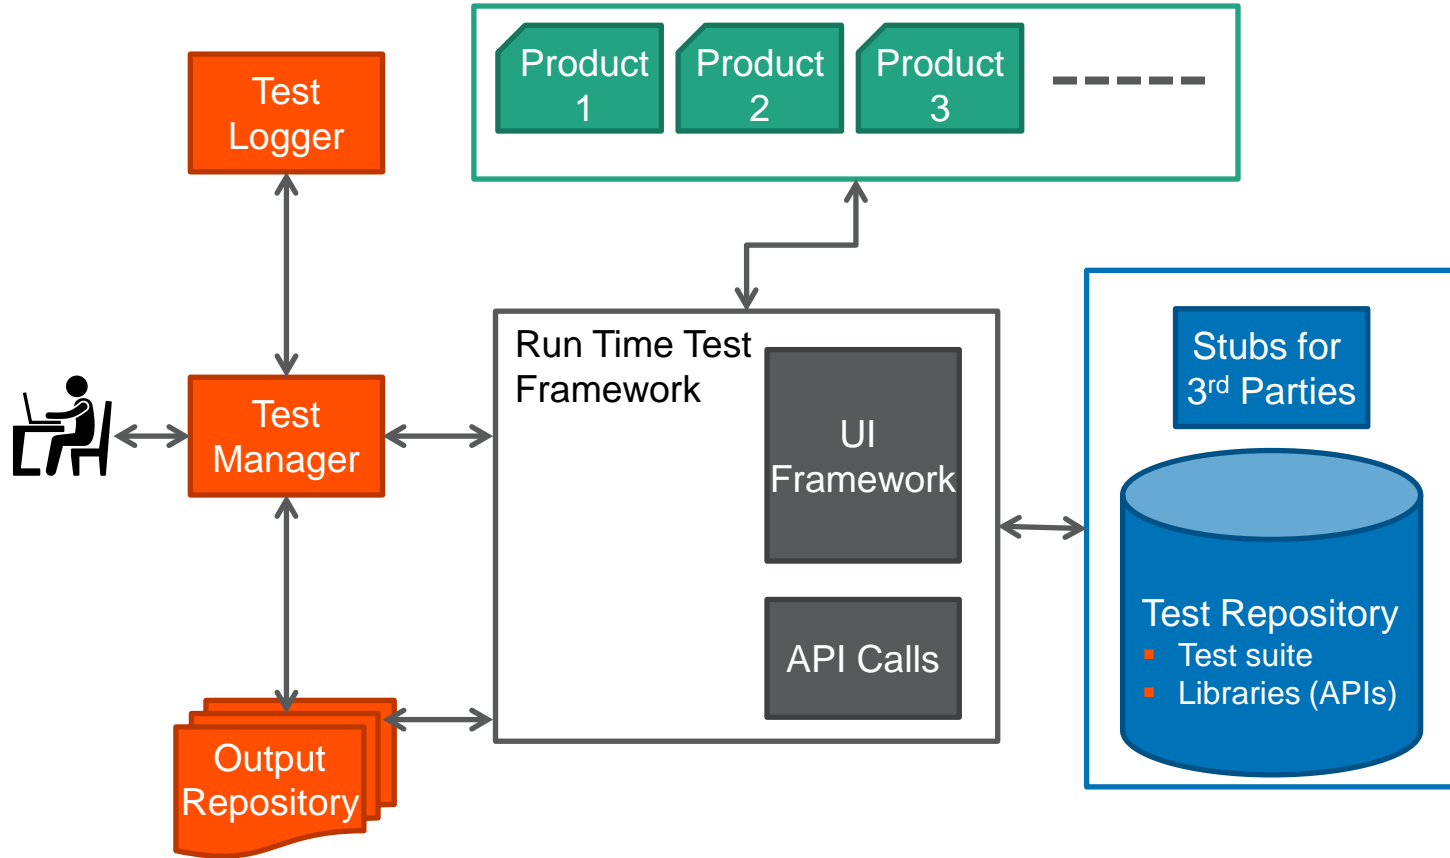 Product
1
Product
2
Product
3
Test
Logger
Run Time Test
Framework
UI
Framework
API Calls
Test
Manager
Output
Repository
Stubs for
3rd Parties
Test Repository
Test suite
Libraries (APIs)